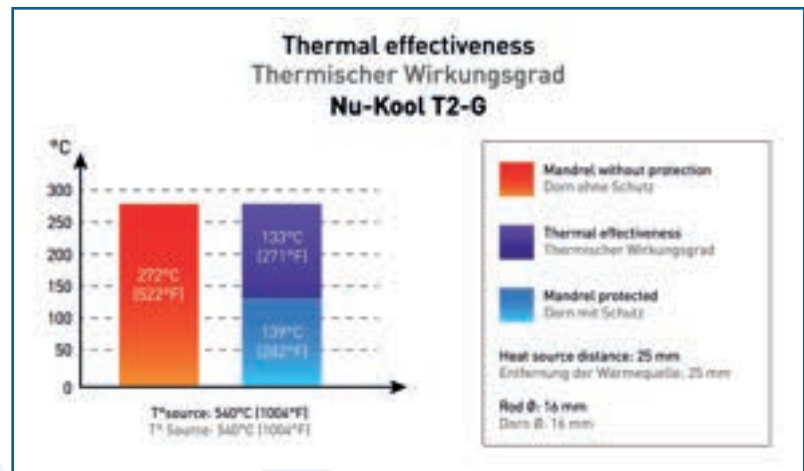 Thermal effectiveness
Thermischer Wirkungsgrad
Nu-Kool T2-G
°C
300
250
200
150
100
50
0
272°C
(522°F)
133°C
(271°F)
139°C
(282°F)
T°source: 540°C (1004°F)
T° Source: 540°C (1004°F)
Mandrel without protection
Dorn ohne Schutz
Thermal effectiveness
Thermischer Wirkungsgrad
Mandrel protected
Dorn mit Schutz
Heat source distance: 25 mm
Entfernung der Wärmequelle: 25 mm
Rod Ø: 16 mm
Dorn Ø: 16 mm